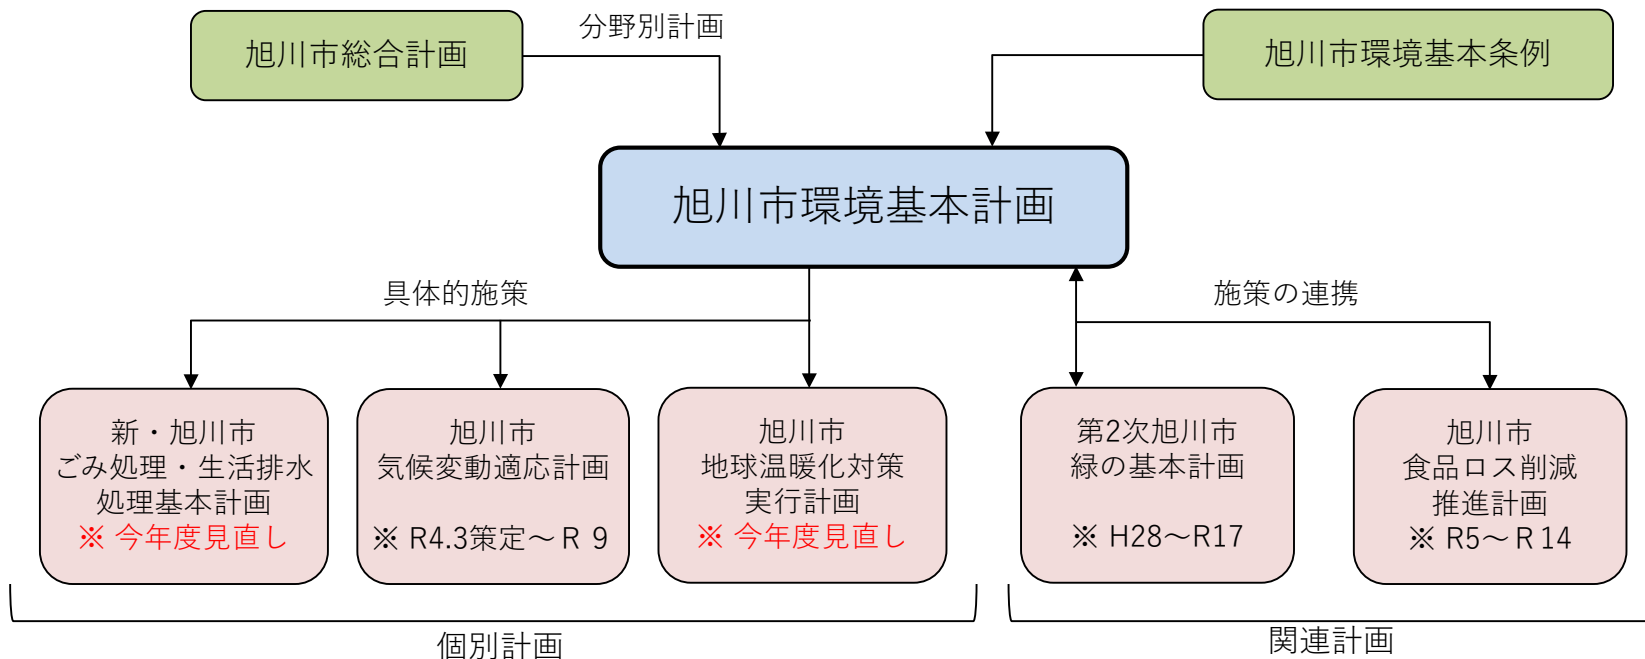 分野別計画
旭川市総合計画
旭川市環境基本条例
旭川市環境基本計画
具体的施策
施策の連携
新・旭川市
ごみ処理・生活排水
処理基本計画
※ 今年度見直し
旭川市
気候変動適応計画
※ R4.3策定～Ｒ９
旭川市
地球温暖化対策
実行計画
※ 今年度見直し
第2次旭川市
緑の基本計画
※ H28～R17
旭川市
食品ロス削減
推進計画
※ R5～Ｒ14
個別計画
関連計画